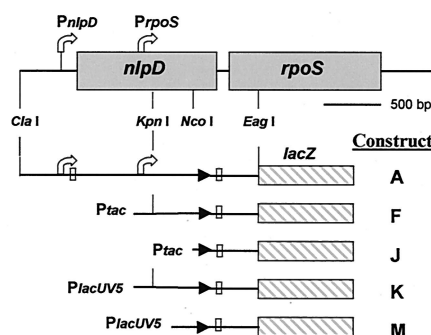 PnlpD PrpoS
nlpD rpoS
500 bp
Cla I Kpn I Nco I Eag I
Construct
lacZ
A
Ptac F
Ptac J
PlacUV5 K
PlacUV5 M